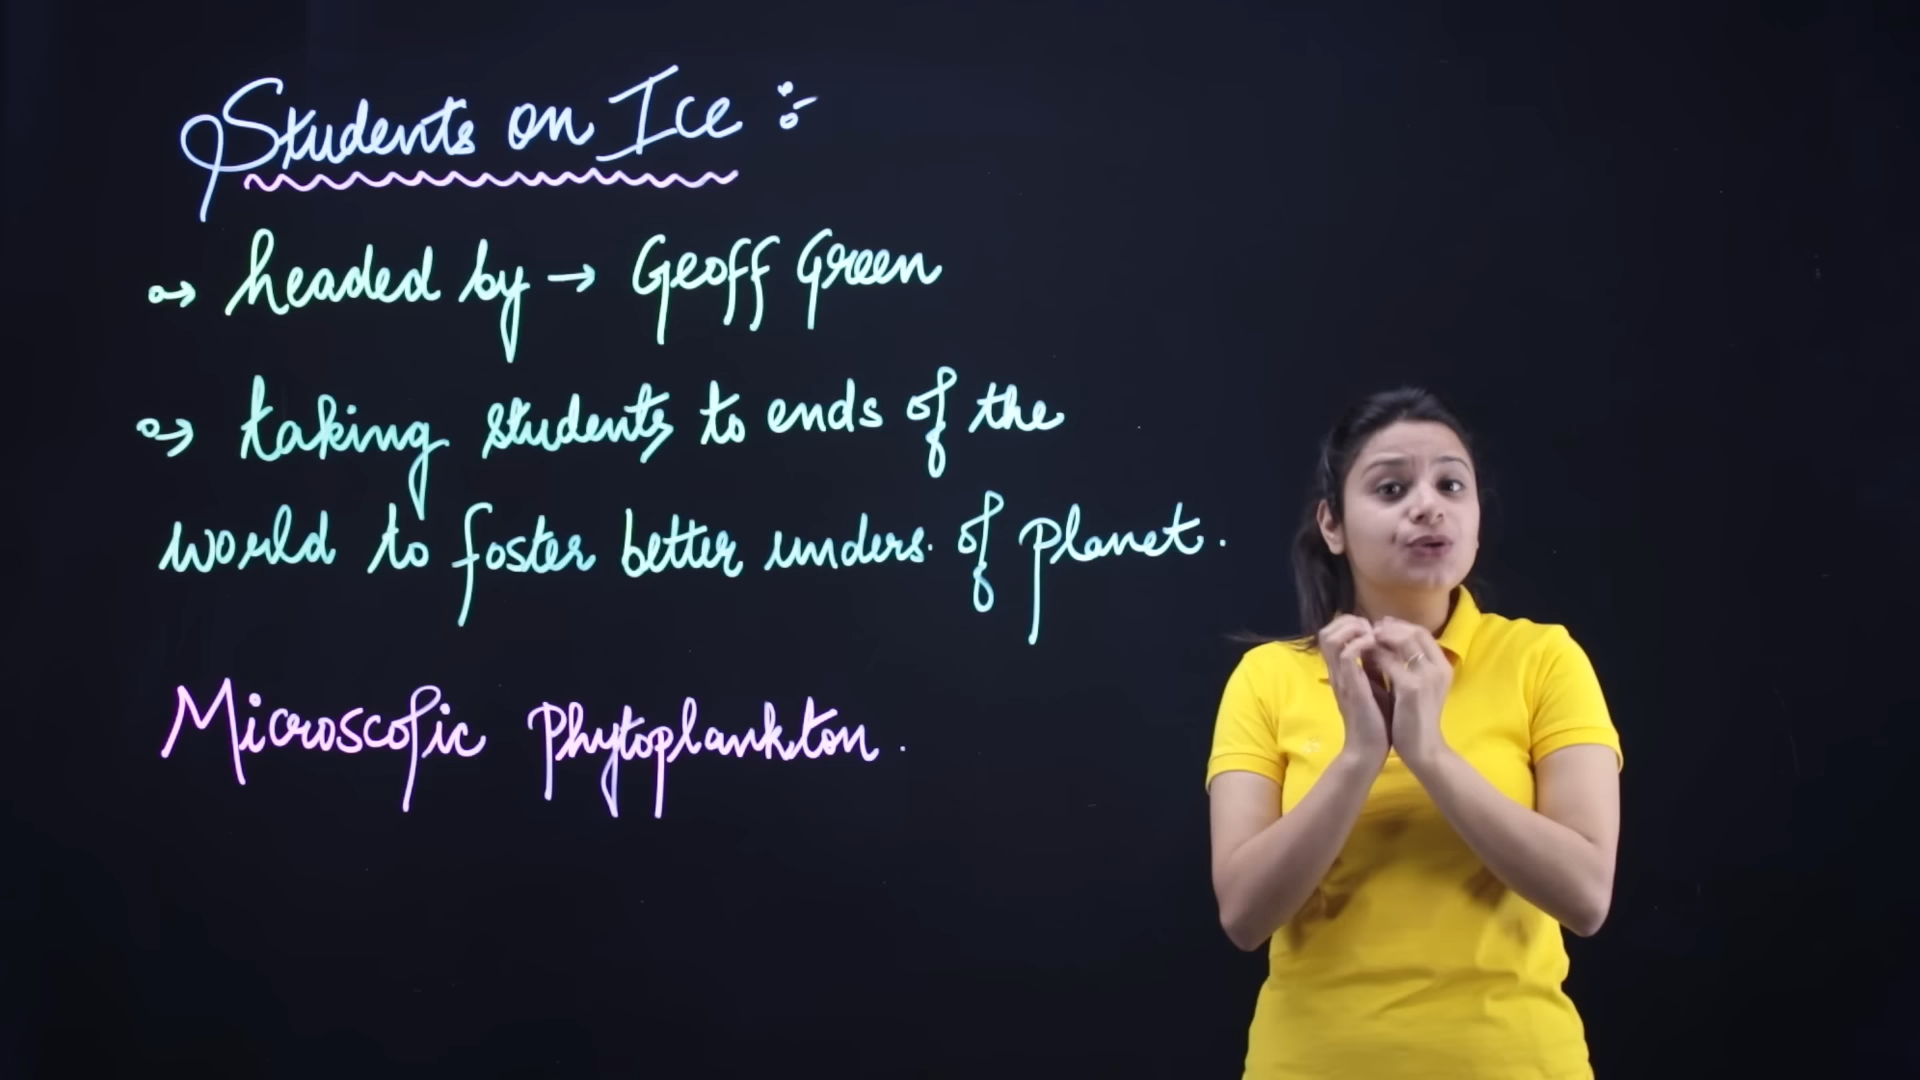 Students on Ice :-
headed by → Geoff Green
taking students to ends of the
world to foster better unders. of planet.
Microscopic Phytoplankton.